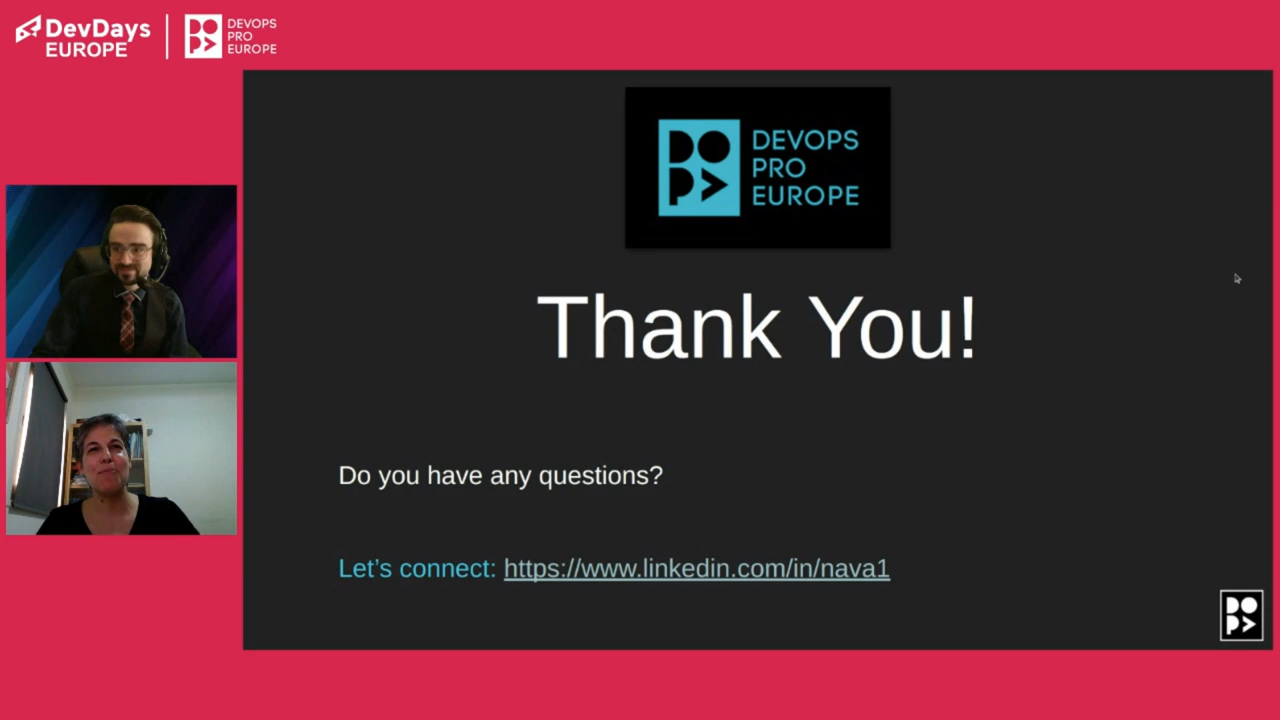 DevDays
EUROPE
DEVOPS
PRO
EUROPE
DEVOPS
PRO
EUROPE
Thank You!
Do you have any questions?
Let's connect: https://www.linkedin.com/in/nava1